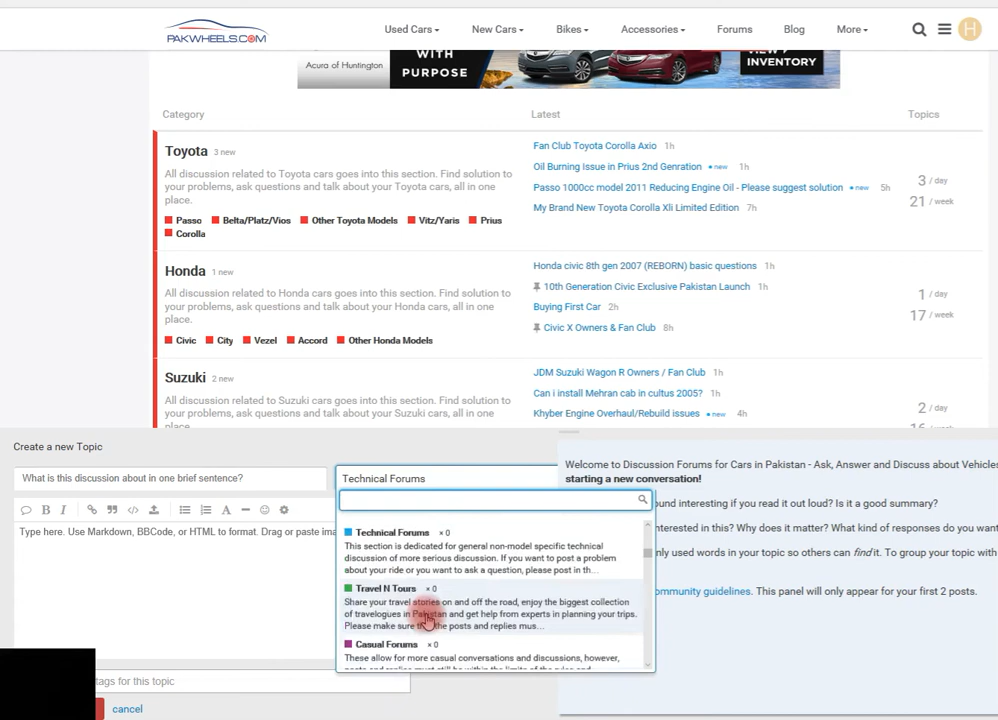 PAKWHEELS.COM
Used Cars
New Cars
Bikes
Accessories
Forums
Blog
More
H
Acura of Huntington
WITH
PURPOSE
INVENTORY
Category
Latest
Topics
Toyota 3 new
All discussion related to Toyota cars goes into this section. Find solution to
your problems, ask questions and talk about your Toyota cars, all in one
place.
Passo Belta/Platz/Vios Other Toyota Models Vitz/Yaris Prius
Corolla
Fan Club Toyota Corolla Axio 1h
Oil Burning Issue in Prius 2nd Genration • new 1h
Passo 1000cc model 2011 Reducing Engine Oil - Please suggest solution • new 5h
My Brand New Toyota Corolla Xli Limited Edition 7h
3 / day
21 / week
Honda 1 new
All discussion related to Honda cars goes into this section. Find solution to
your problems, ask questions and talk about your Honda cars, all in one
place.
Civic City Vezel Accord Other Honda Models
Honda civic 8th gen 2007 (REBORN) basic questions 1h
10th Generation Civic Exclusive Pakistan Launch 1h
Buying First Car 2h
Civic X Owners & Fan Club 8h
1 / day
17 / week
Suzuki 2 new
All discussion related to Suzuki cars goes into this section. Find solution to
your problems, ask questions and talk about your Suzuki cars, all in one
place.
JDM Suzuki Wagon R Owners / Fan Club 1h
Can i install Mehran cab in cultus 2005? 1h
Khyber Engine Overhaul/Rebuild issues • new 4h
2 / day
16 / week
Create a new Topic
What is this discussion about in one brief sentence?
Technical Forums
B I A
Type here. Use Markdown, BBCode, or HTML to format. Drag or paste ima
Technical Forums × 0
This section is dedicated for general non-model specific technical
discussion of more serious discussion. If you want to post a problem
about your ride or you want to ask a question, please post in th...
Travel N Tours × 0
Share your travel stories on and off the road, enjoy the biggest collection
of travelogues in Pakistan and get help from experts in planning your trips.
Please make sure the posts and replies mus...
Casual Forums × 0
These allow for more casual conversations and discussions, however,
posts and replies must still be within the limits of the rules and
tags for this topic
cancel
Welcome to Discussion Forums for Cars in Pakistan - Ask, Answer and Discuss about Vehicles
starting a new conversation!
ound interesting if you read it out loud? Is it a good summary?
nterested in this? Why does it matter? What kind of responses do you want
only used words in your topic so others can find it. To group your topic with
ommunity guidelines. This panel will only appear for your first 2 posts.